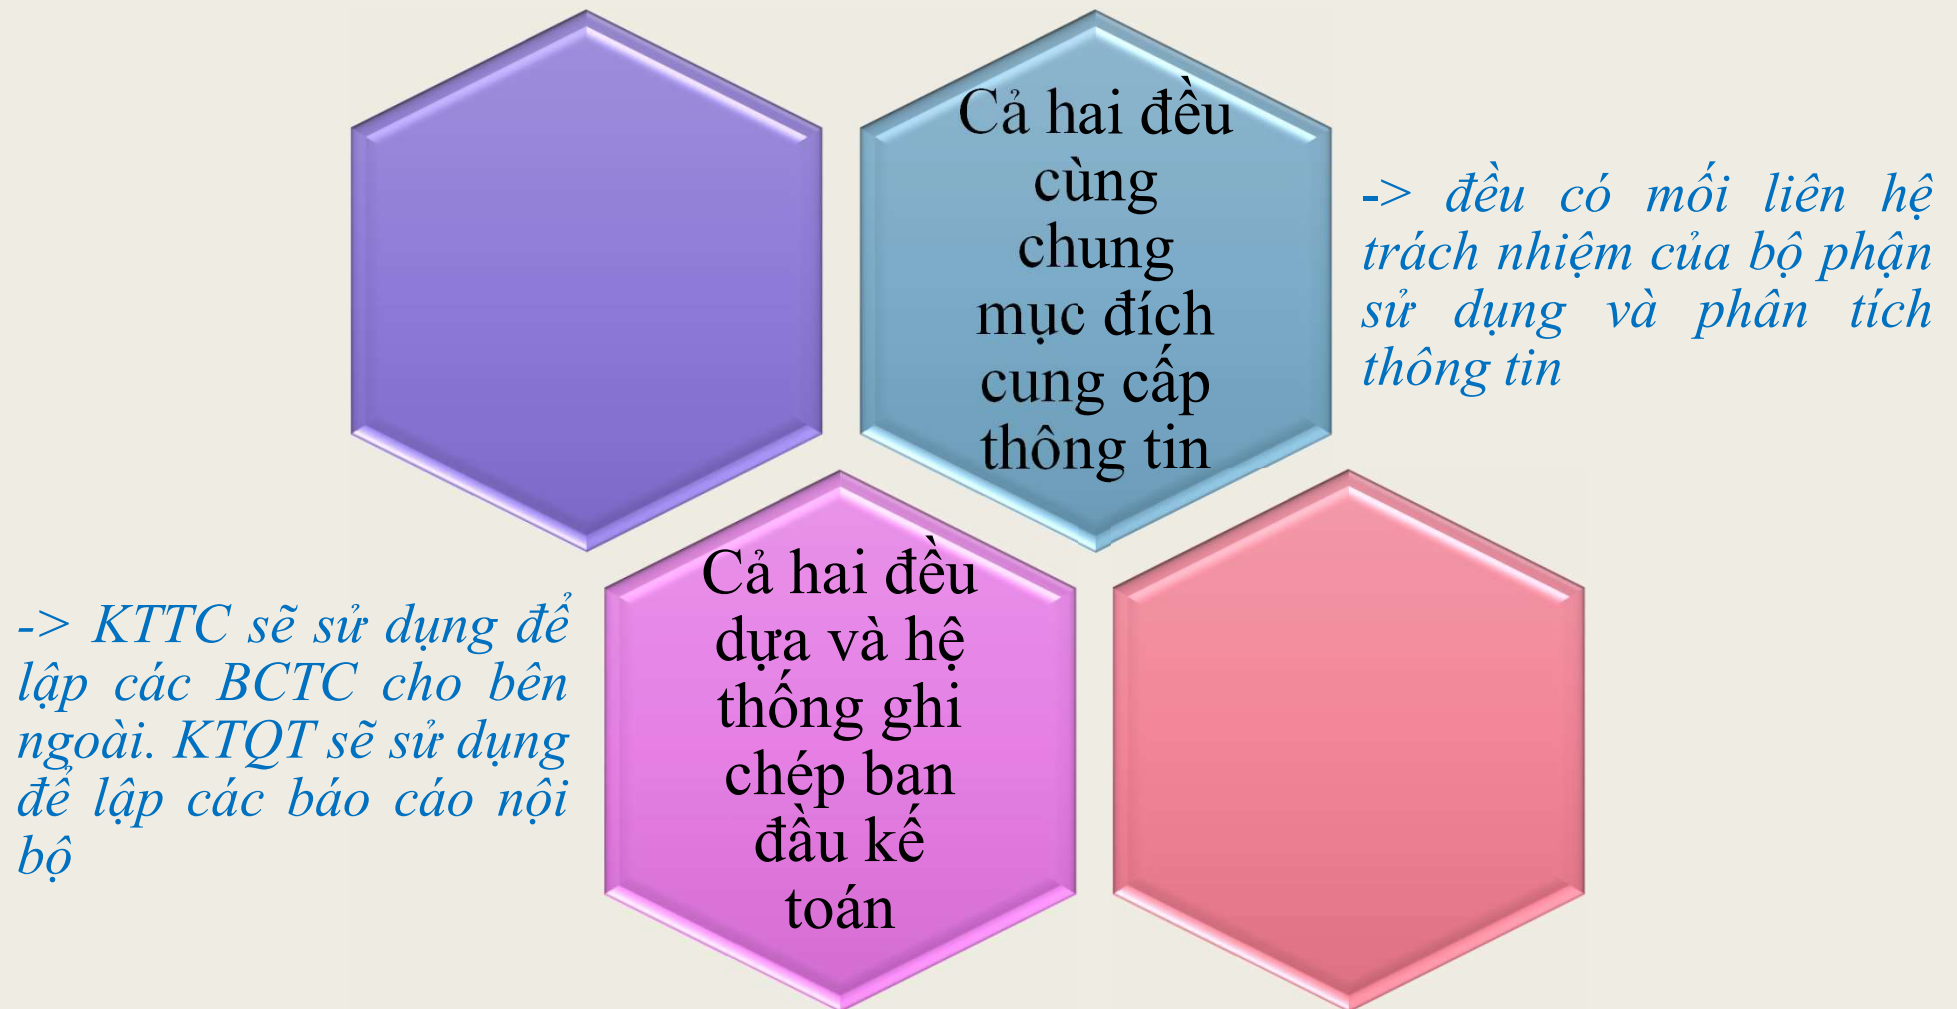 Cả hai đều
cùng
chung
mục đích
cung cấp
thông tin
-> đều có mối liên hệ
trách nhiệm của bộ phận
sử dụng và phân tích
thông tin
-> KTTC sẽ sử dụng để
lập các BCTC cho bên
ngoài. KTQT sẽ sử dụng
để lập các báo cáo nội
bộ
Cả hai đều
dựa và hệ
thống ghi
chép ban
đầu kế
toán